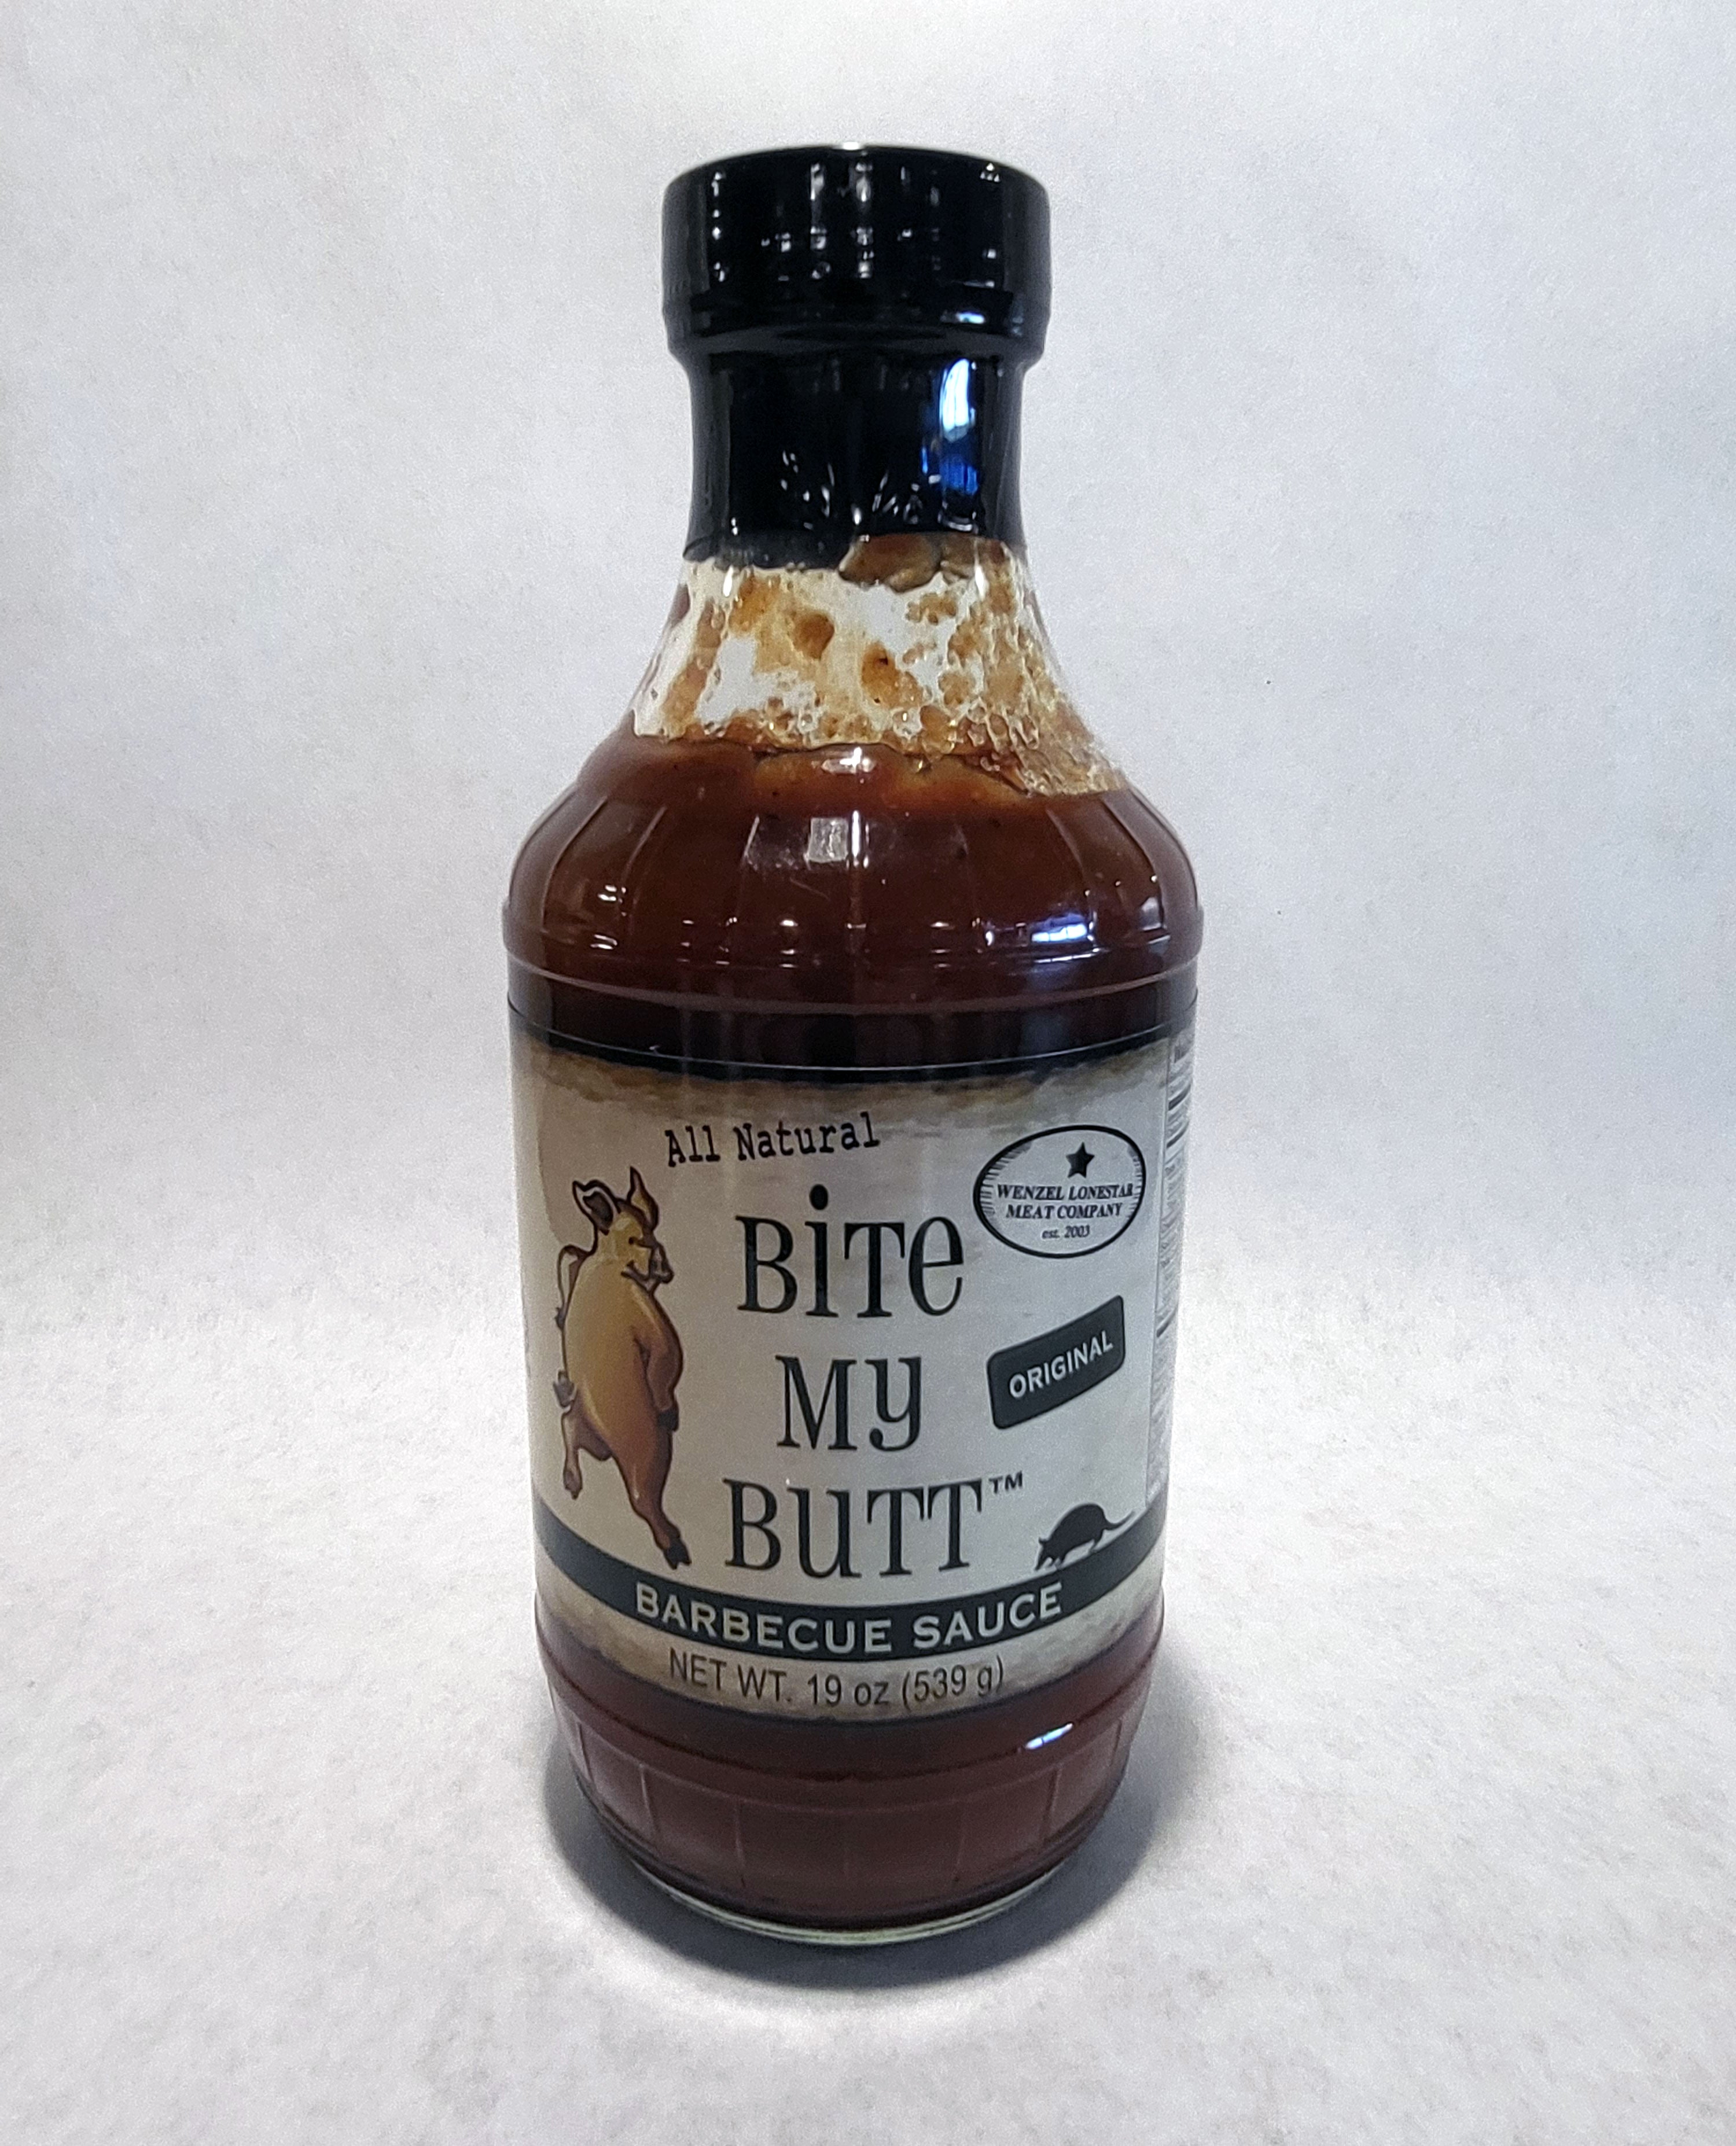 All Natural
WENZEL LONESTAR
MEAT COMPANY
est. 2003
BiTe
MY
BUTT™
ORIGINAL
BARBECUE SAUCE
NET WT. 19 oz (539 g)